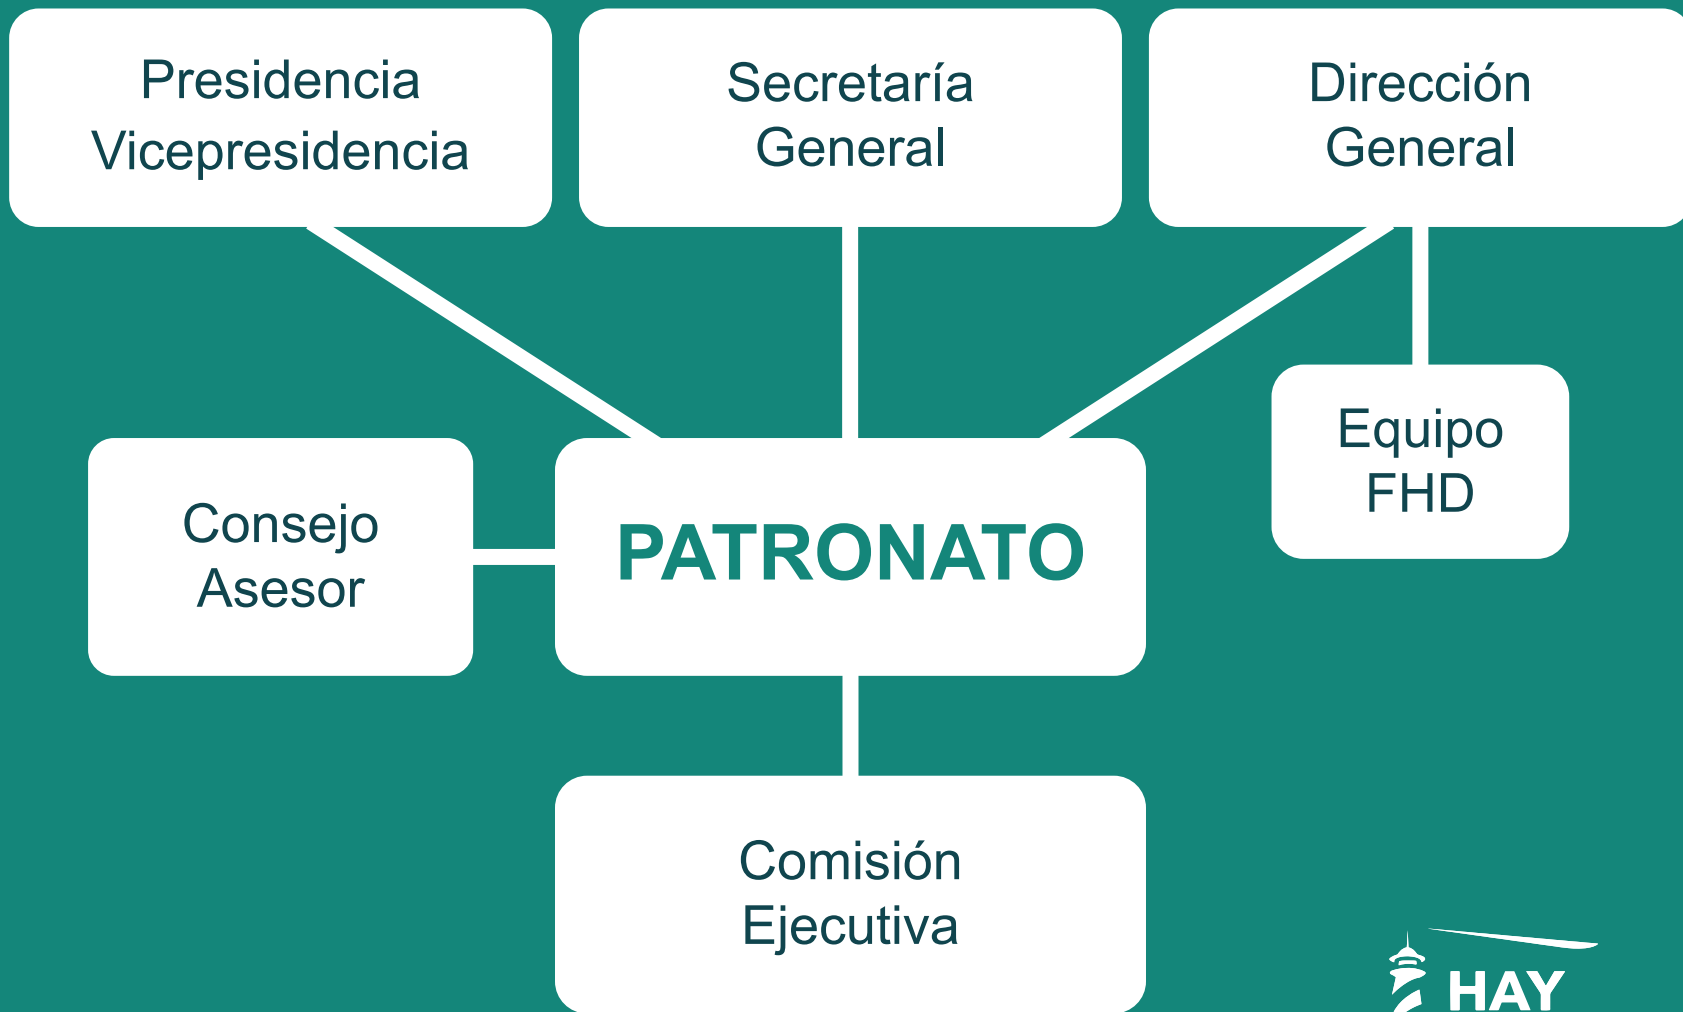 Presidencia
Vicepresidencia
Secretaría
General
Dirección
General
Equipo
FHD
Consejo
Asesor
PATRONATO
Comisión
Ejecutiva
HAY